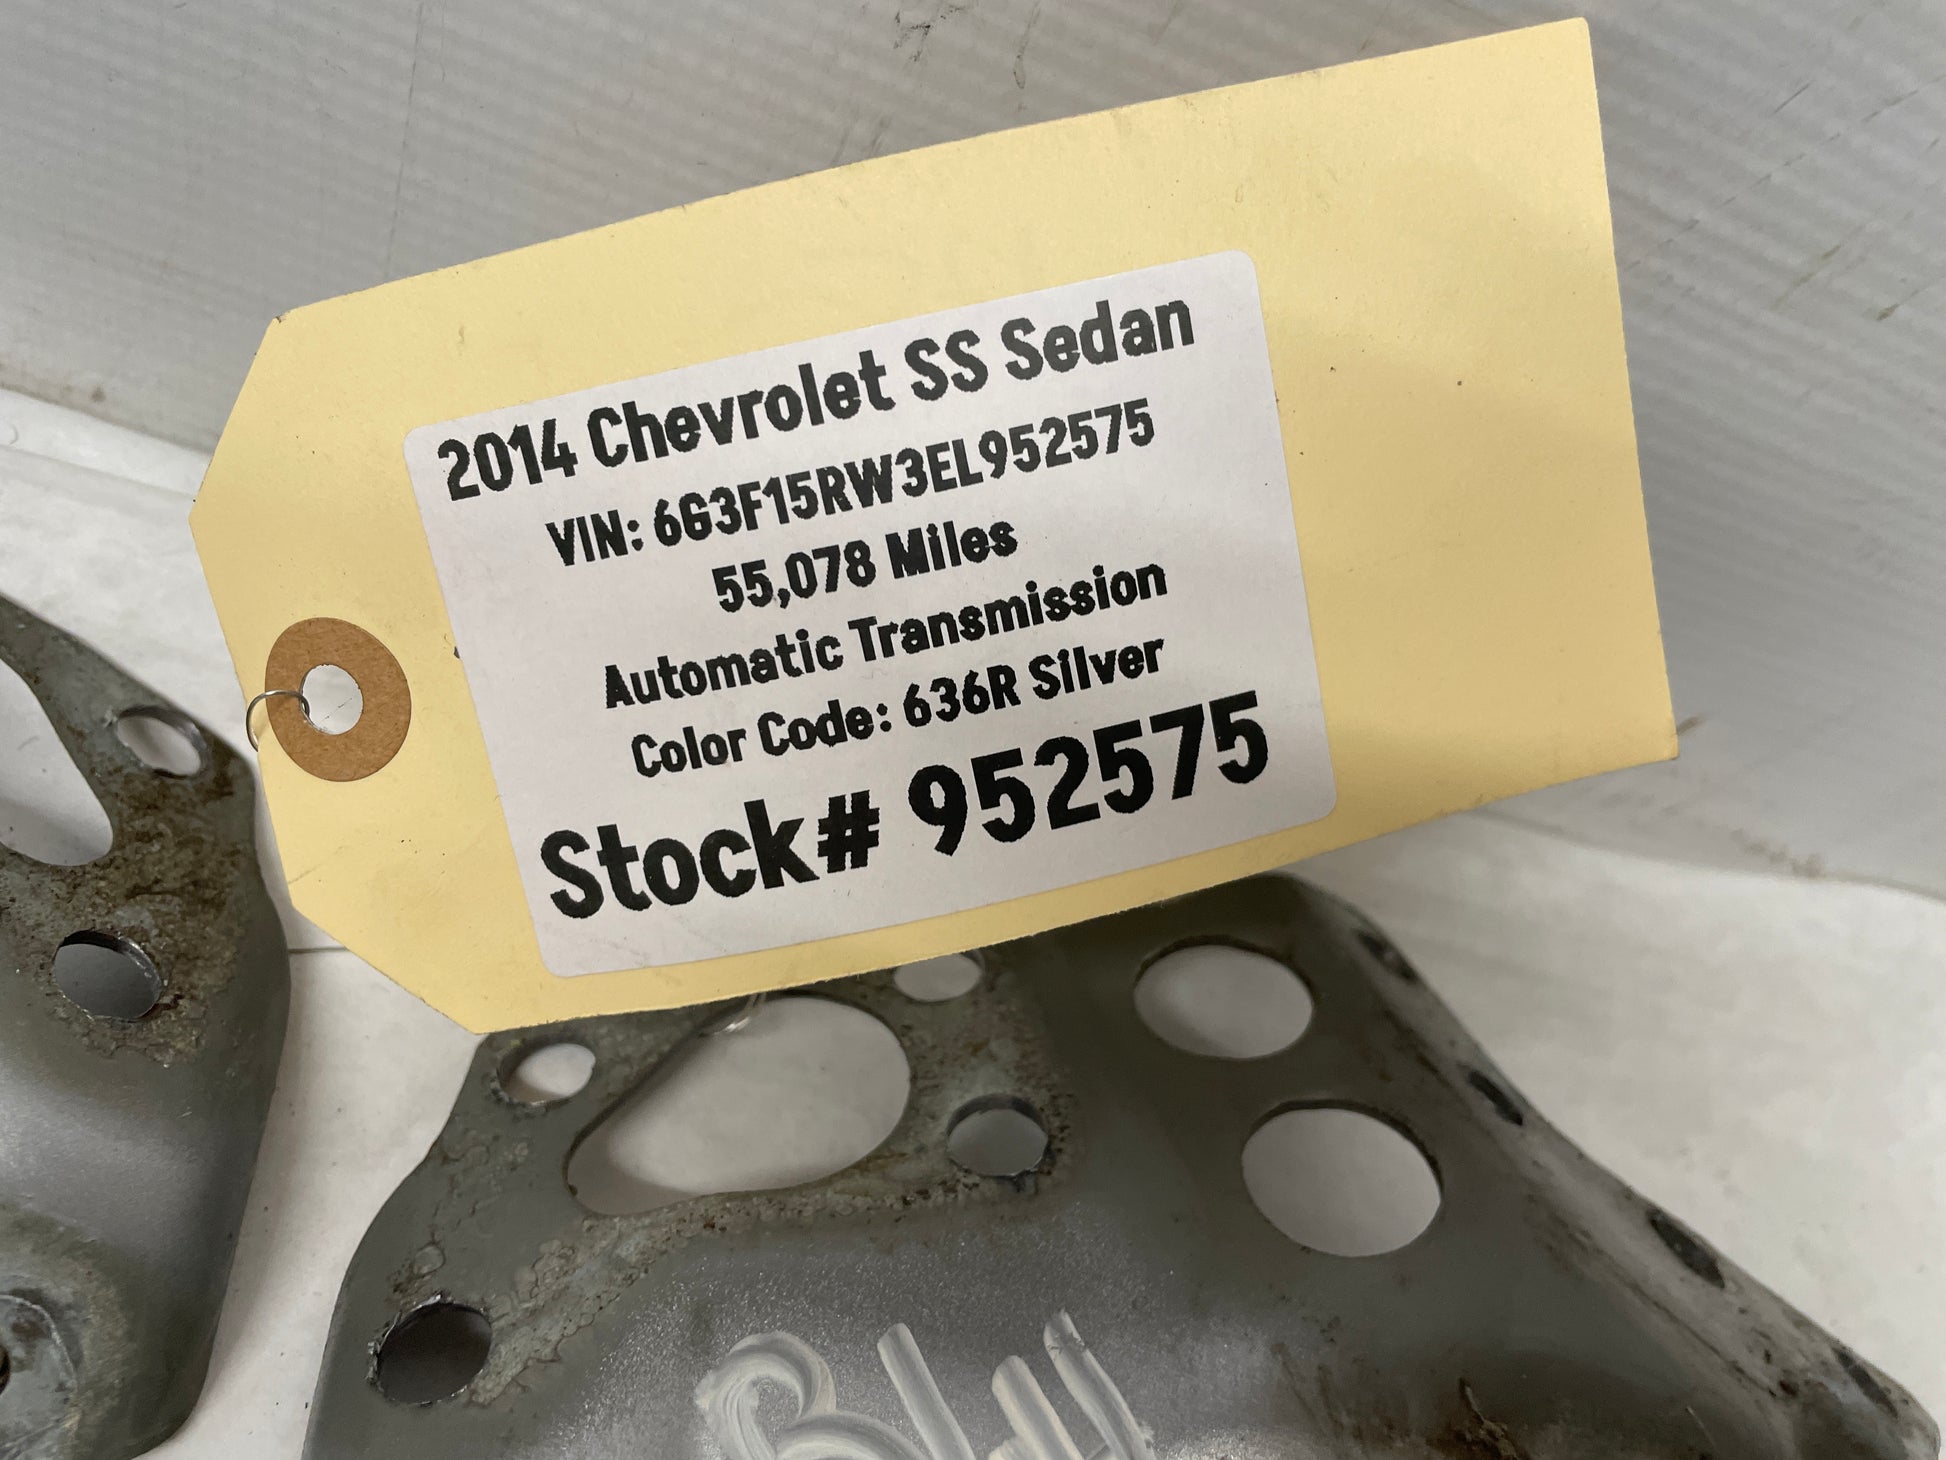 2014 Chevrolet SS Sedan
VIN: 6G3F15RW3EL952575
55,078 Miles
Automatic Transmission
Color Code: 636R Silver
Stock# 952575